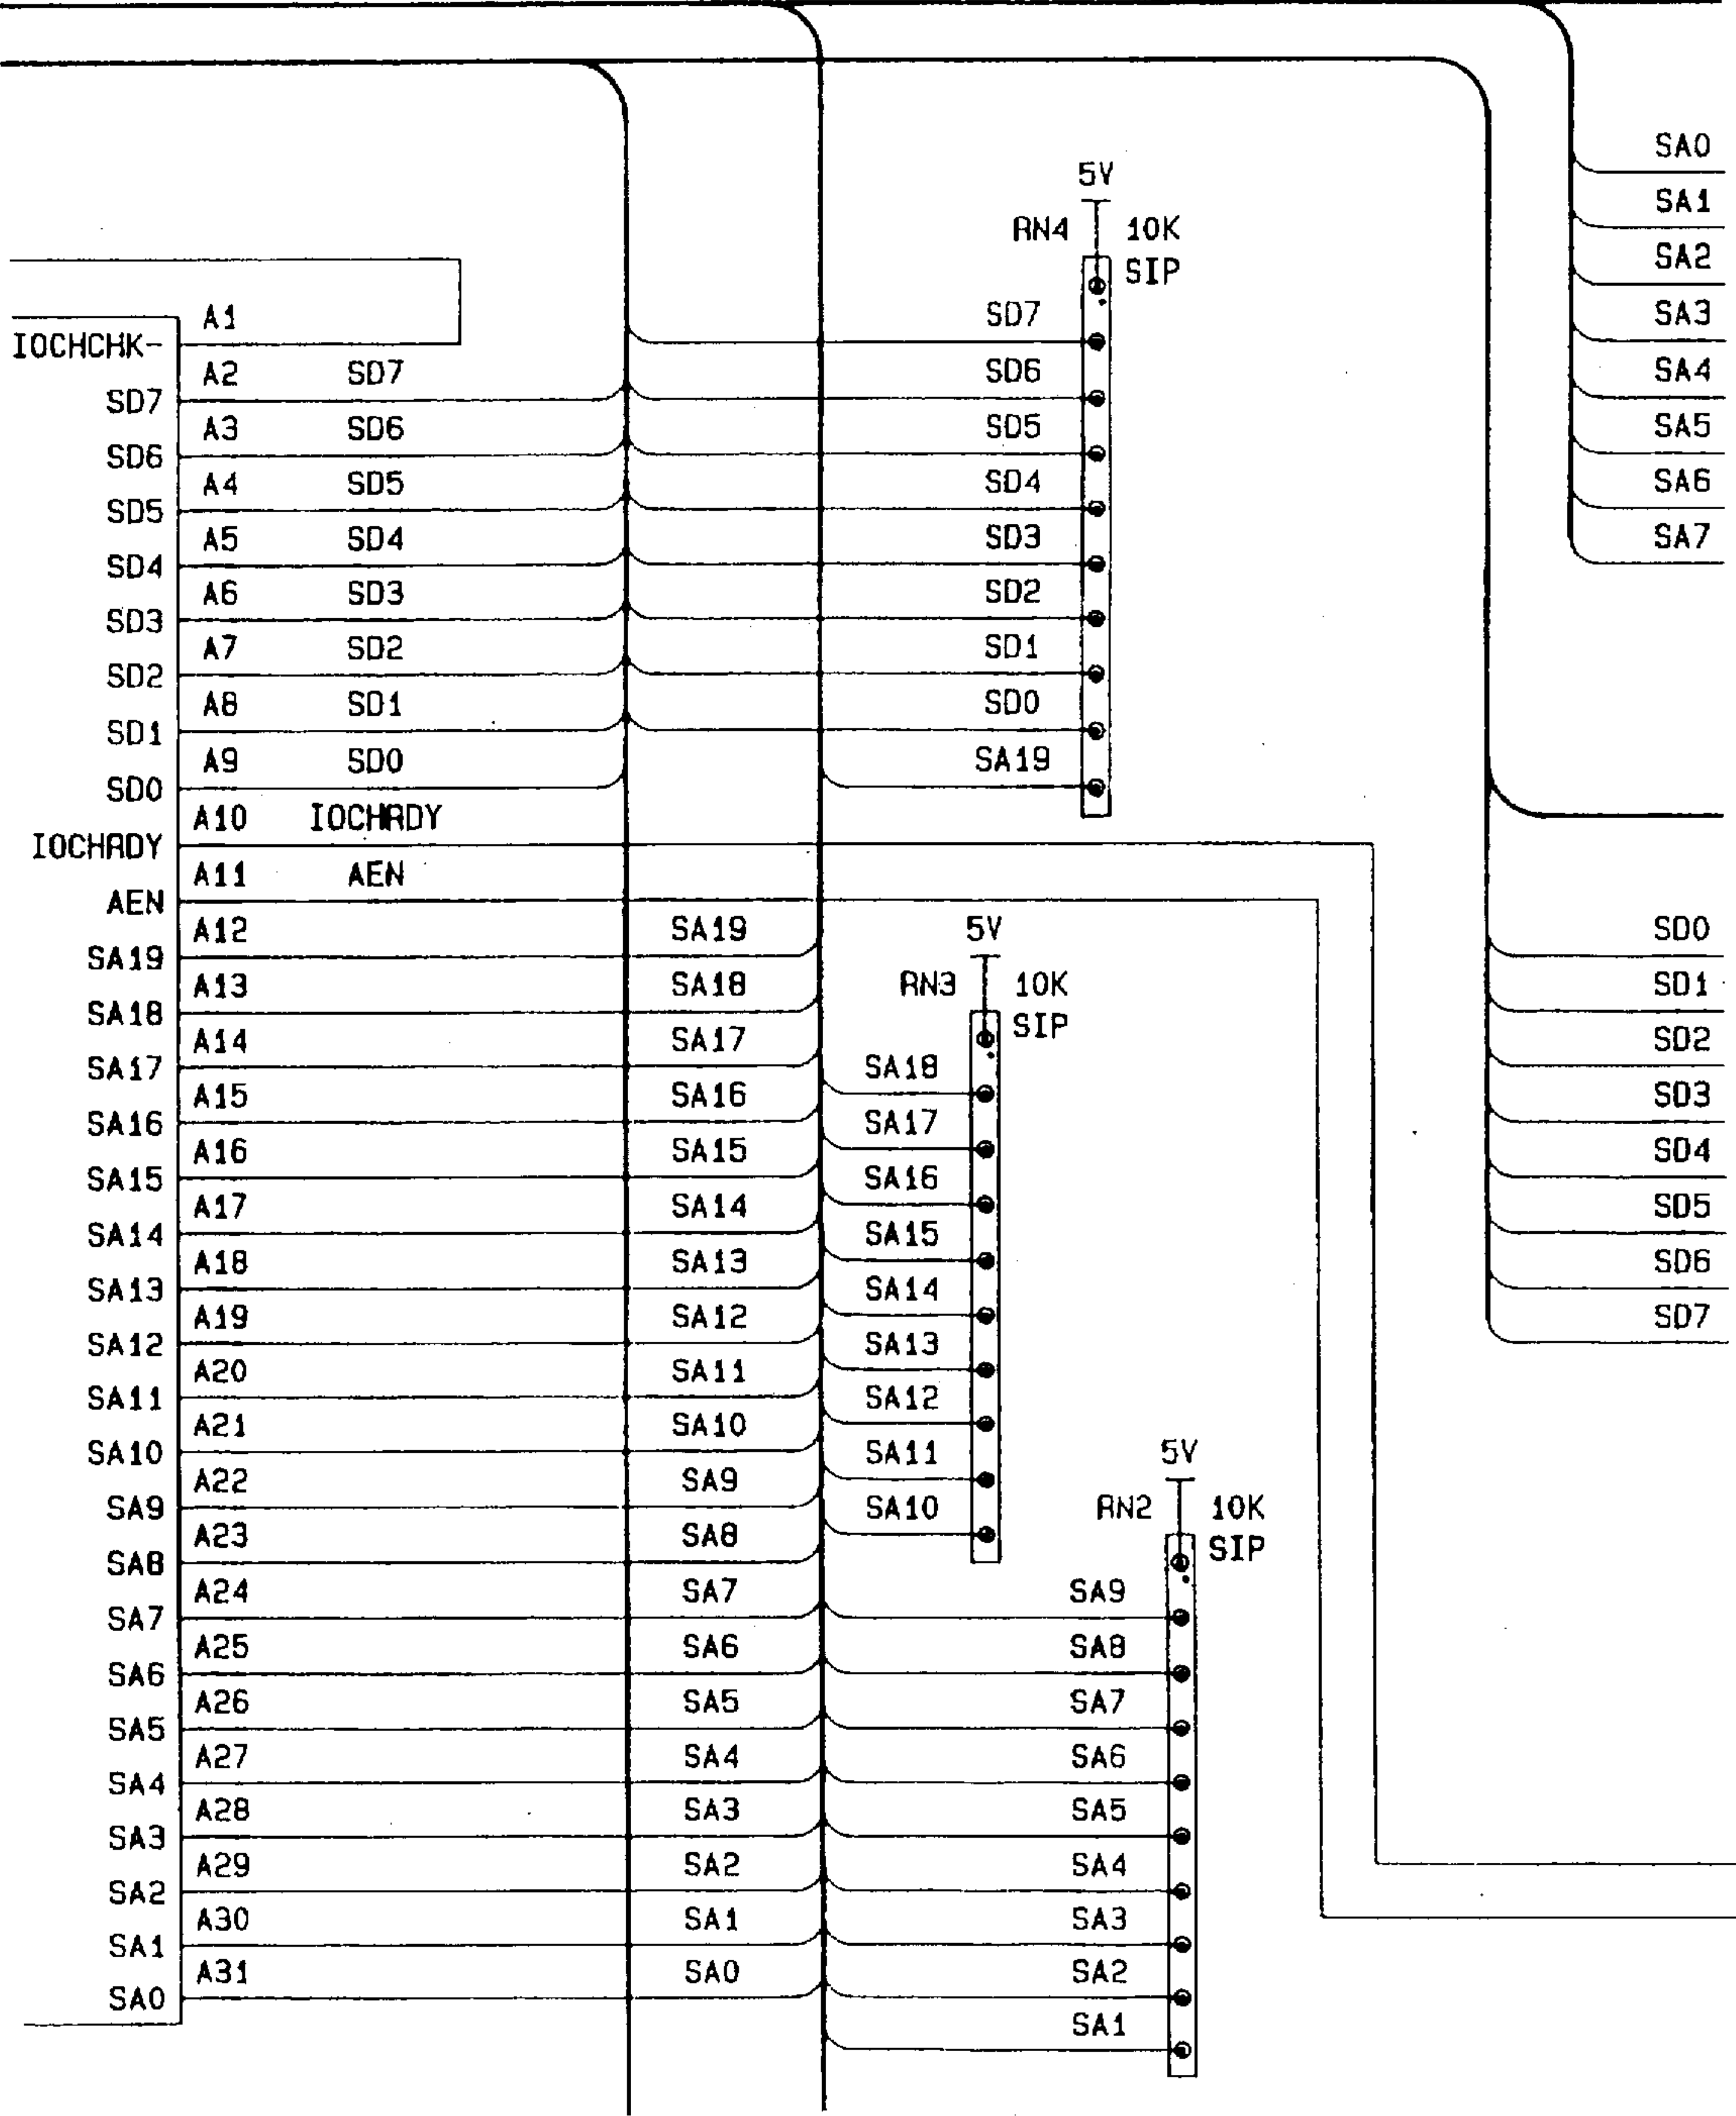 SA0
SA1
SA2
SA3
SA4
SA5
SA6
SA7
5V
RN4 10K
SIP
SD7
SD6
SD5
SD4
SD3
SD2
SD1
SD0
SA19
A1
IOCHCHK-
A2 SD7
SD7
A3 SD6
SD6
A4 SD5
SD5
A5 SD4
SD4
A6 SD3
SD3
A7 SD2
SD2
A8 SD1
SD1
A9 SD0
SD0
A10 IOCHRDY
IOCHRDY
A11 AEN
AEN
A12 SA19
SA19
A13 SA18
SA18
A14 SA17
SA17
A15 SA16
SA16
A16 SA15
SA15
A17 SA14
SA14
A18 SA13
SA13
A19 SA12
SA12
A20 SA11
SA11
A21 SA10
SA10
A22 SA9
SA9
A23 SA8
SA8
A24 SA7
SA7
A25 SA6
SA6
A26 SA5
SA5
A27 SA4
SA4
A28 SA3
SA3
A29 SA2
SA2
A30 SA1
SA1
A31 SA0
SA0
5V
RN3 10K
SIP
SA18
SA17
SA16
SA15
SA14
SA13
SA12
SA11
SA10
5V
RN2 10K
SIP
SA9
SA8
SA7
SA6
SA5
SA4
SA3
SA2
SA1
SD0
SD1
SD2
SD3
SD4
SD5
SD6
SD7